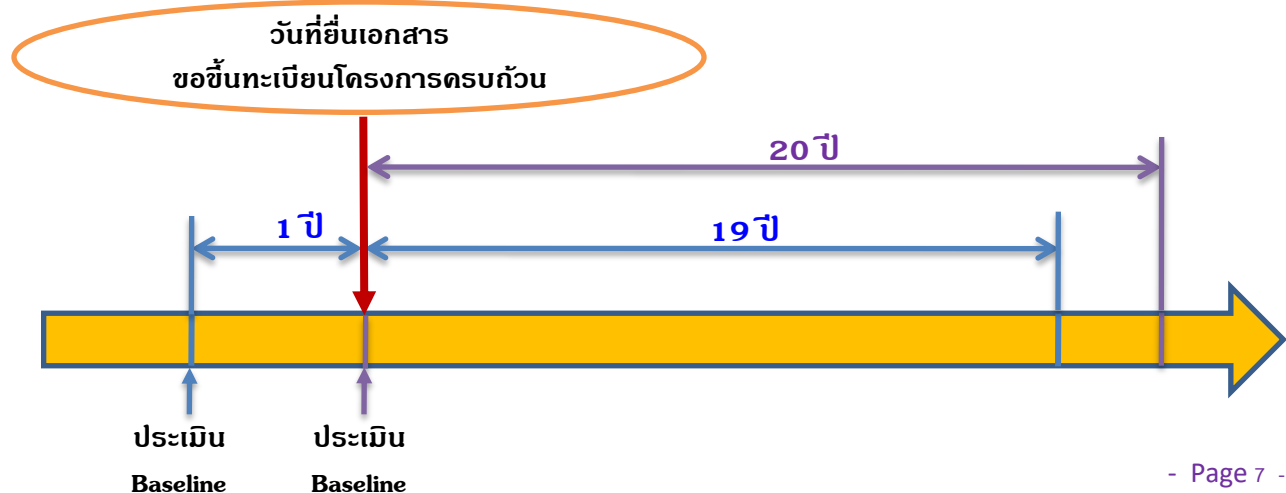 วันที่ยื่นเอกสาร
ขอขึ้นทะเบียนโครงการครบถ้วน
20 ปี
1 ปี
19 ปี
ประเมิน
Baseline
ประเมิน
Baseline
- Page 7 -